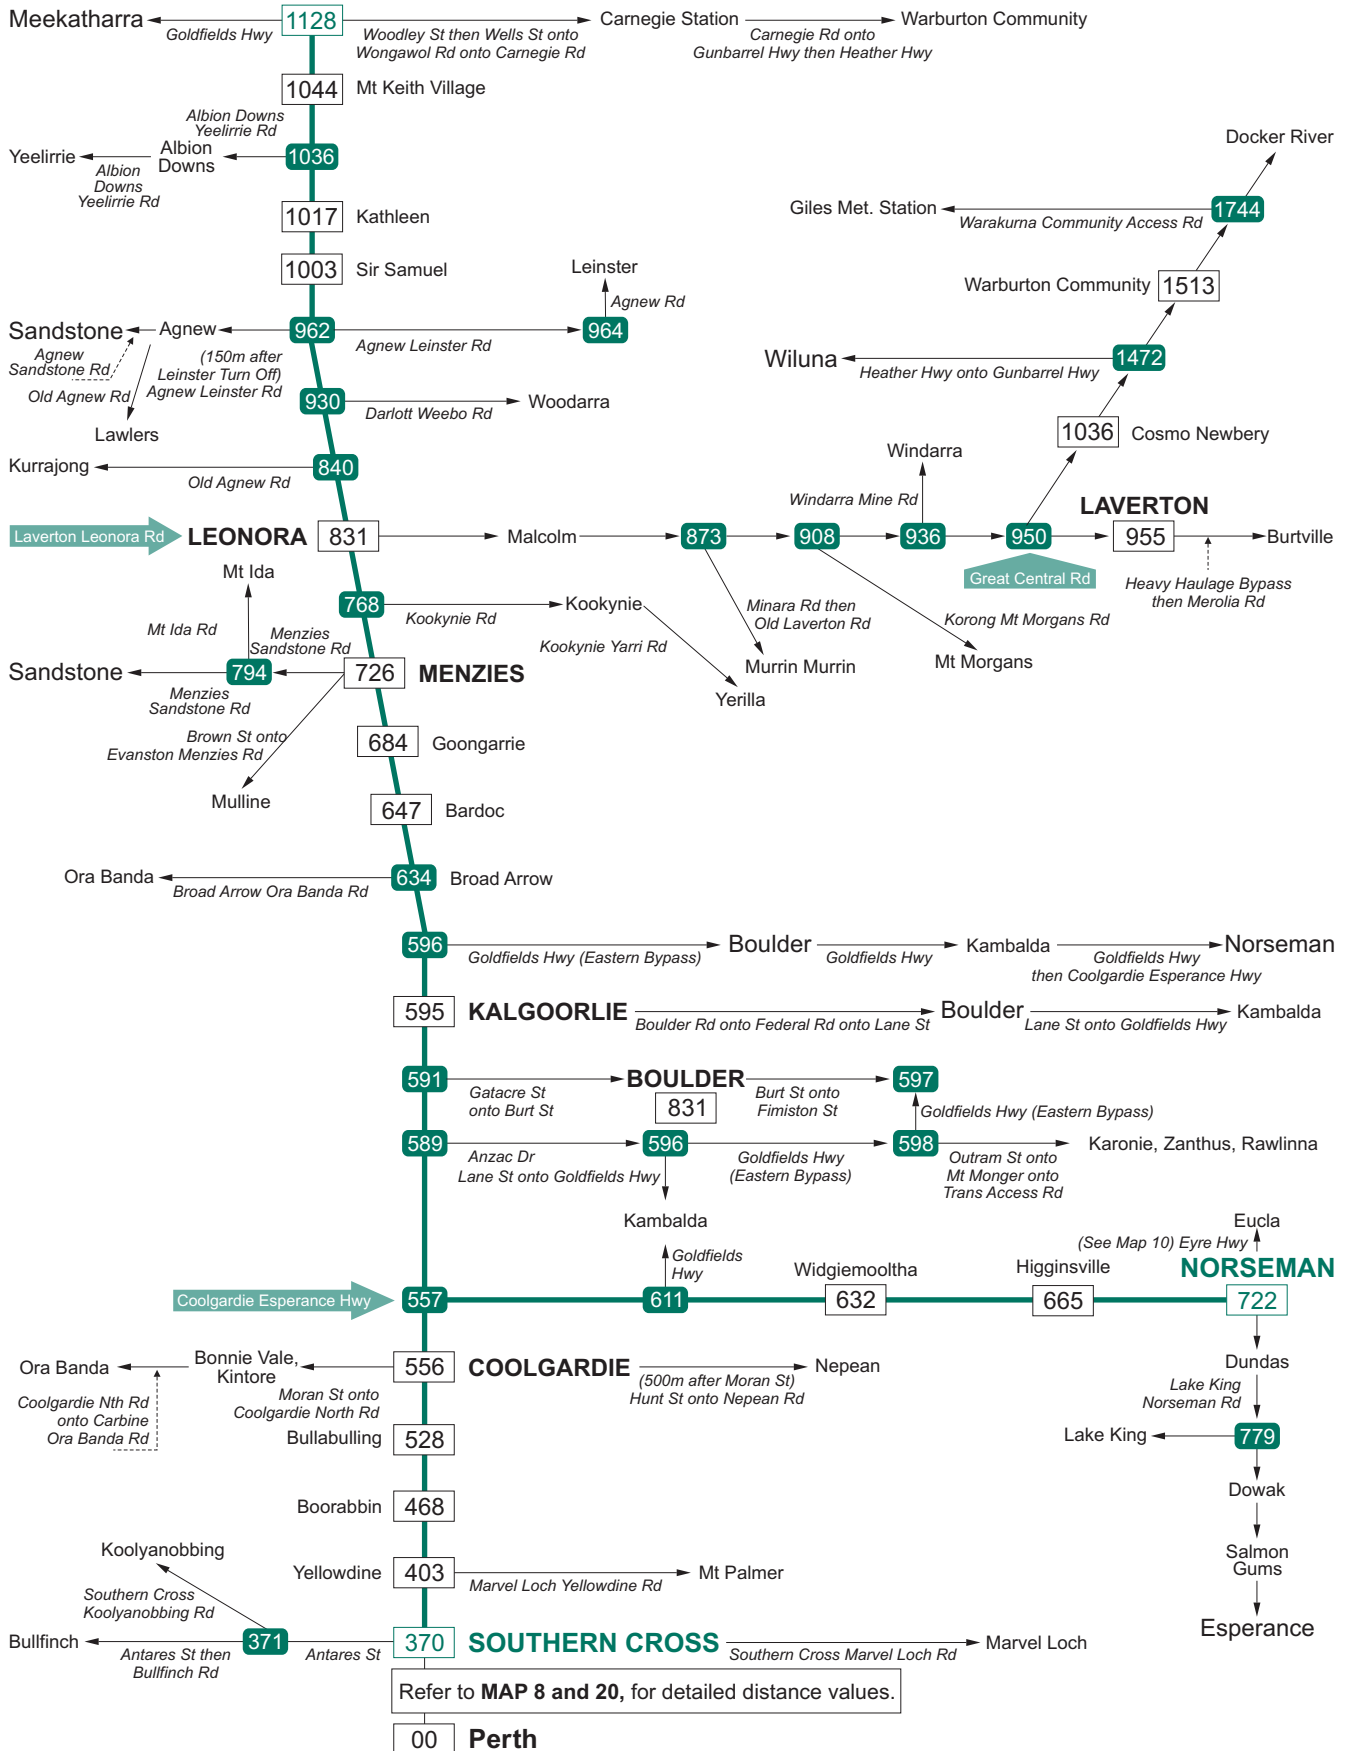 Meekatharra
Goldfields Hwy
1128
Woodley St then Wells St onto
Wongawol Rd onto Carnegie Rd
Carnegie Station
Carnegie Rd onto
Gunbarrel Hwy then Heather Hwy
Warburton Community
1044
Mt Keith Village
Albion Downs
Yeelirrie Rd
Yeelirrie
Albion
Downs
1036
Albion
Downs
Yeelirrie Rd
Docker River
1017
Kathleen
Giles Met. Station
Warakurna Community Access Rd
1744
1003
Sir Samuel
Leinster
Agnew Rd
Warburton Community
1513
Sandstone
Agnew
962
Agnew Leinster Rd
964
Agnew
Sandstone Rd
(150m after
Leinster Turn Off)
Agnew Leinster Rd
Old Agnew Rd
Lawlers
Wiluna
Heather Hwy onto Gunbarrel Hwy
1472
930
Darlott Weebo Rd
Woodarra
1036
Cosmo Newbery
Kurrajong
Old Agnew Rd
840
Windarra
Windarra Mine Rd
Laverton Leonora Rd
LEONORA
831
Malcolm
873
908
936
950
LAVERTON
955
Burtville
Great Central Rd
Heavy Haulage Bypass
then Merolia Rd
Mt Ida
Mt Ida Rd
768
Kookynie Rd
Kookynie
Kookynie Yarri Rd
Yerilla
Minara Rd then
Old Laverton Rd
Murrin Murrin
Korong Mt Morgans Rd
Mt Morgans
Menzies
Sandstone Rd
Sandstone
794
726
MENZIES
Menzies
Sandstone Rd
Brown St onto
Evanston Menzies Rd
Mulline
684
Goongarrie
647
Bardoc
Ora Banda
Broad Arrow Ora Banda Rd
634
Broad Arrow
596
Goldfields Hwy (Eastern Bypass)
Boulder
Goldfields Hwy
Kambalda
Goldfields Hwy
then Coolgardie Esperance Hwy
Norseman
595
KALGOORLIE
Boulder Rd onto Federal Rd onto Lane St
Boulder
Lane St onto Goldfields Hwy
Kambalda
591
Gatacre St
onto Burt St
BOULDER
831
Burt St onto
Fimiston St
597
Goldfields Hwy (Eastern Bypass)
589
Anzac Dr
Lane St onto Goldfields Hwy
596
Goldfields Hwy
(Eastern Bypass)
598
Outram St onto
Mt Monger onto
Trans Access Rd
Karonie, Zanthus, Rawlinna
Kambalda
Goldfields
Hwy
Eucla
(See Map 10) Eyre Hwy
Coolgardie Esperance Hwy
557
611
Widgiemooltha
632
Higginsville
665
NORSEMAN
722
Ora Banda
Bonnie Vale,
Kintore
556
COOLGARDIE
(500m after Moran St)
Hunt St onto Nepean Rd
Nepean
Coolgardie Nth Rd
onto Carbine
Ora Banda Rd
Moran St onto
Coolgardie North Rd
Dundas
Lake King
Norseman Rd
Bullabulling
528
Lake King
779
Dowak
Boorabbin
468
Salmon
Gums
Esperance
Koolyanobbing
Southern Cross
Koolyanobbing Rd
Yellowdine
403
Marvel Loch Yellowdine Rd
Mt Palmer
Bullfinch
Antares St then
Bullfinch Rd
371
Antares St
370
SOUTHERN CROSS
Southern Cross Marvel Loch Rd
Marvel Loch
Refer to MAP 8 and 20, for detailed distance values.
00
Perth